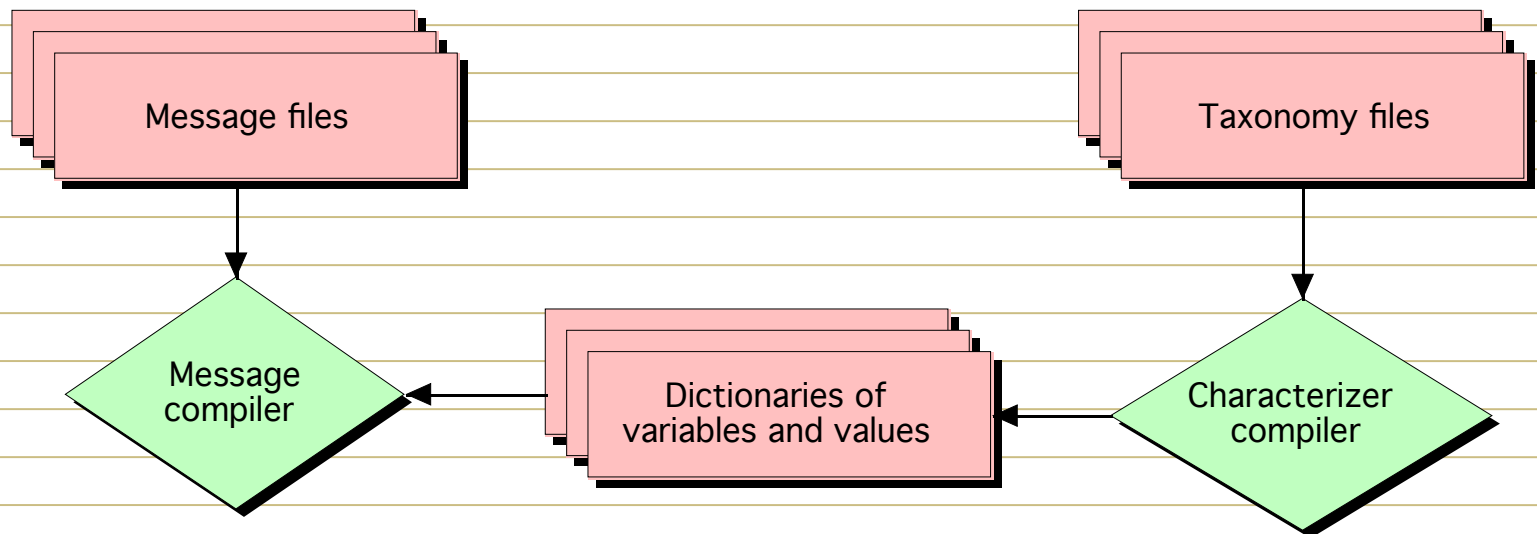 Message files
Taxonomy files
Message
compiler
Dictionaries of
variables and values
Characterizer
compiler